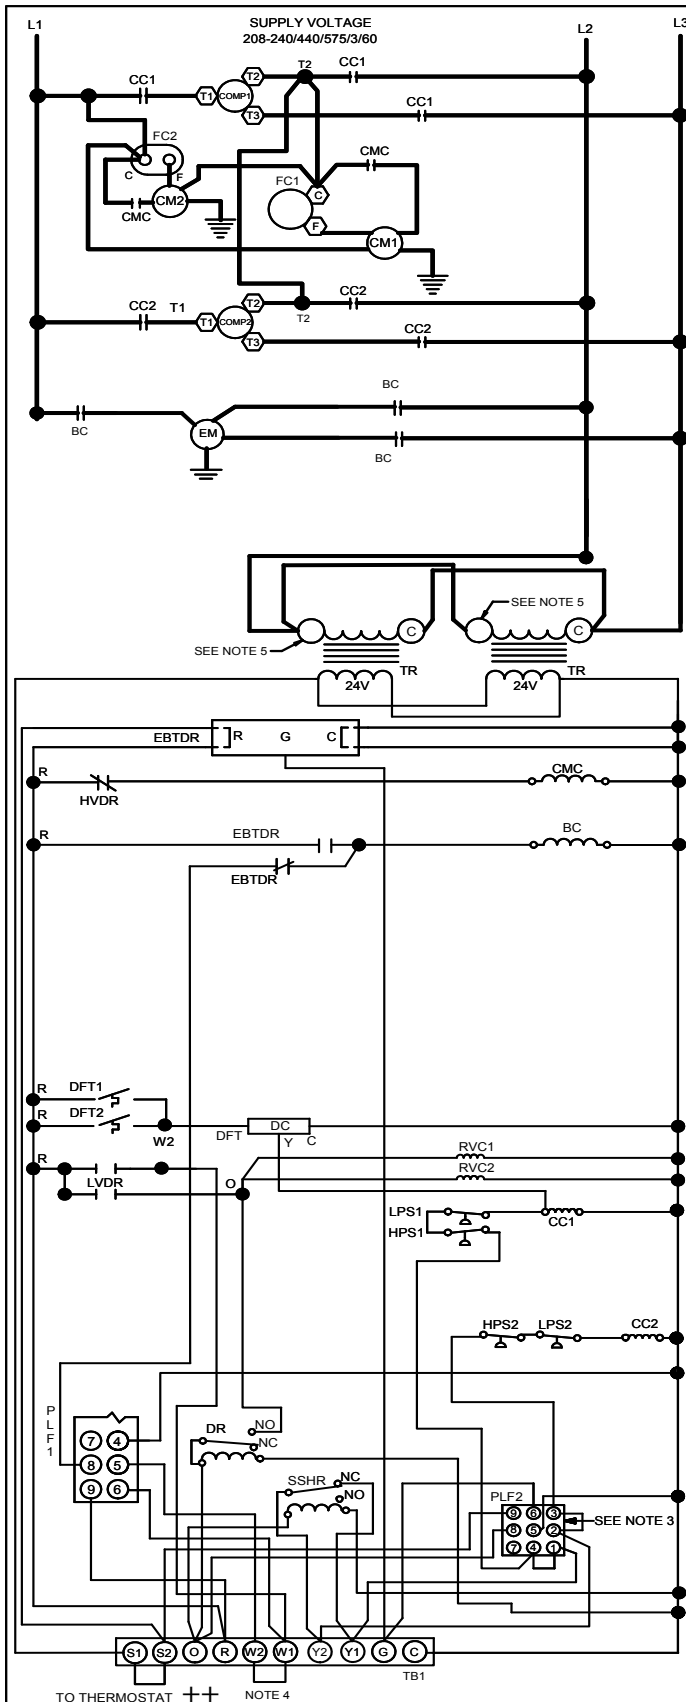 L1
SUPPLY VOLTAGE
208-240/440/575/3/60
L2
L3
T2
CC1
T2
CC1
T1
COMP1
T3
CC1
FC2
C
F
CMC
CM2
FC1
C
F
CMC
CM1
CC2
T1
T1
COMP2
T2
T2
CC2
T3
CC2
BC
BC
EM
BC
SEE NOTE 5
SEE NOTE 5
C
C
TR
TR
24V
24V
EBTDR
R
G
C
R
HVDR
CMC
R
EBTDR
BC
EBTDR
R
DFT1
R
DFT2
W2
DFT
DC
Y
C
R
LVDR
O
RVC1
RVC2
LPS1
HPS1
CC1
HPS2
LPS2
CC2
PLF1
7
4
8
5
9
6
DR
NO
NC
SSHR
NC
NO
PLF2
9
6
3
8
5
2
7
4
1
SEE NOTE 3
S1
S2
O
R
W2
W1
Y2
Y1
G
C
TB1
TO THERMOSTAT ++
NOTE 4